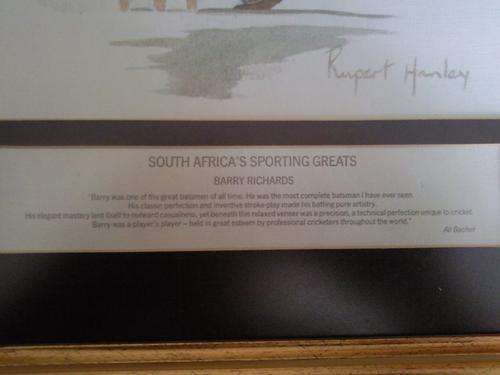 Rupert Hanley
SOUTH AFRICA'S SPORTING GREATS
BARRY RICHARDS
"Barry was one of the great batsmen of all time. He was the most complete batsman I have ever seen.
His classic perfection and inventive stroke-play made his batting pure artistry.
His elegant mastery lent itself to outward casualness, yet beneath this relaxed veneer was a precision, a technical perfection unique to cricket.
Barry was a player's player – held in great esteem by professional cricketers throughout the world."
Ali Bacher